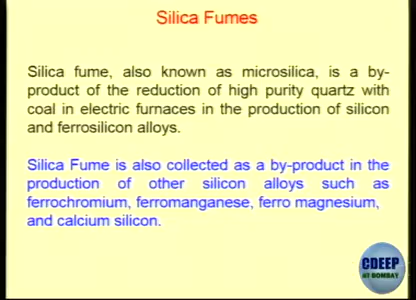 Silica Fumes
Silica fume, also known as microsilica, is a by-
product of the reduction of high purity quartz with
coal in electric furnaces in the production of silicon
and ferrosilicon alloys.
Silica Fume is also collected as a by-product in the
production of other silicon alloys such as
ferrochromium, ferromanganese, ferro magnesium,
and calcium silicon.
CDEEP
IIT BOMBAY